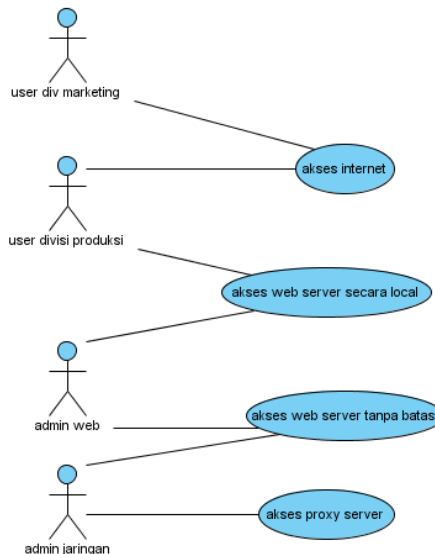 user div marketing
akses internet
user divisi produksi
akses web server secara local
admin web
akses web server tanpa batas
akses proxy server
admin jaringan